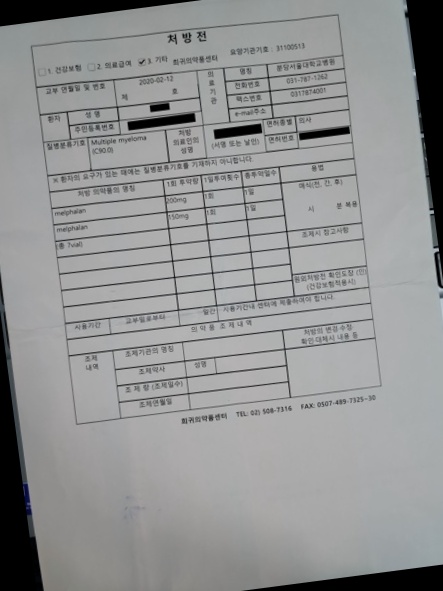 처방전
1. 건강보험 2. 의료급여 ✓ 3. 기타 희귀의약품센터 요양기관기호 : 31100513
교부 연월일 및 번호
2020-02-12
제 호
의료기관
명칭 분당서울대학교병원
전화번호 031-787-1262
팩스번호 0317874001
e-mail주소
환자
성 명
주민등록번호
질병분류기호
Multiple myeloma
(C90.0)
처방
의료인의
성명
(서명 또는 날인)
면허종별 의사
면허번호
※ 환자의 요구가 있는 때에는 질병분류기호를 기재하지 아니합니다.
처방 의약품의 명칭 1회 투약량 1일투여횟수 총투약일수 용법
melphalan 200mg 1회 1일
melphalan 150mg 1회 1일
(총 7vial)
매식(전, 간, 후)
시 분 복용
조제시 참고사항
원외처방전 확인도장 (인)
(건강보험적용시)
사용기간 교부일로부터 일간 사용기간내 센터에 제출하여야 합니다.
의 약 품 조 제 내 역
조제
내역
조제기관의 명칭
조제약사 성명
조 제 량 (조제일수)
조제연월일
처방의 변경·수정·
확인·대체시 내용 등
희귀의약품센터 TEL: 02) 508-7316 FAX: 0507-489-7325~30